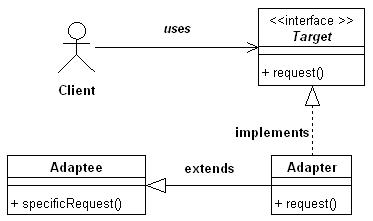 uses
<<interface >>
Target
+ request()
Client
implements
Adaptee
extends
Adapter
+ specificRequest()
+ request()